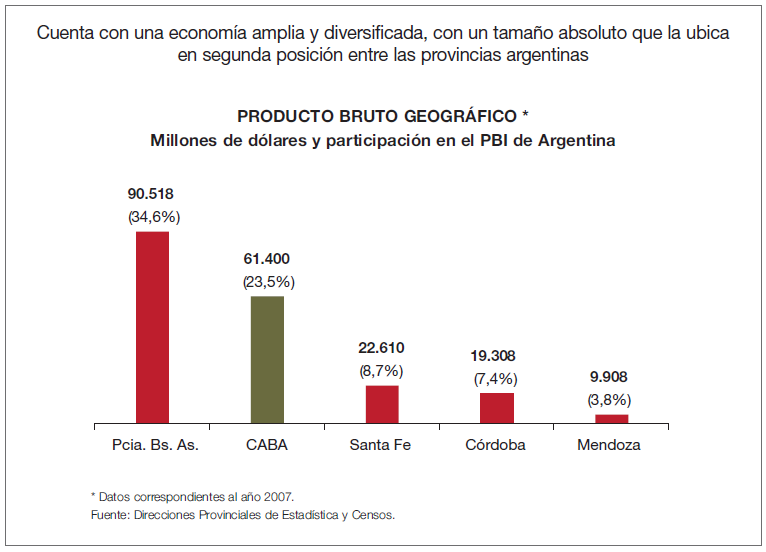 Cuenta con una economía amplia y diversificada, con un tamaño absoluto que la ubica
en segunda posición entre las provincias argentinas
PRODUCTO BRUTO GEOGRÁFICO *
Millones de dólares y participación en el PBI de Argentina
90.518
(34,6%)
61.400
(23,5%)
22.610
(8,7%)
19.308
(7,4%)
9.908
(3,8%)
Pcia. Bs. As.
CABA
Santa Fe
Córdoba
Mendoza
* Datos correspondientes al año 2007.
Fuente: Direcciones Provinciales de Estadística y Censos.